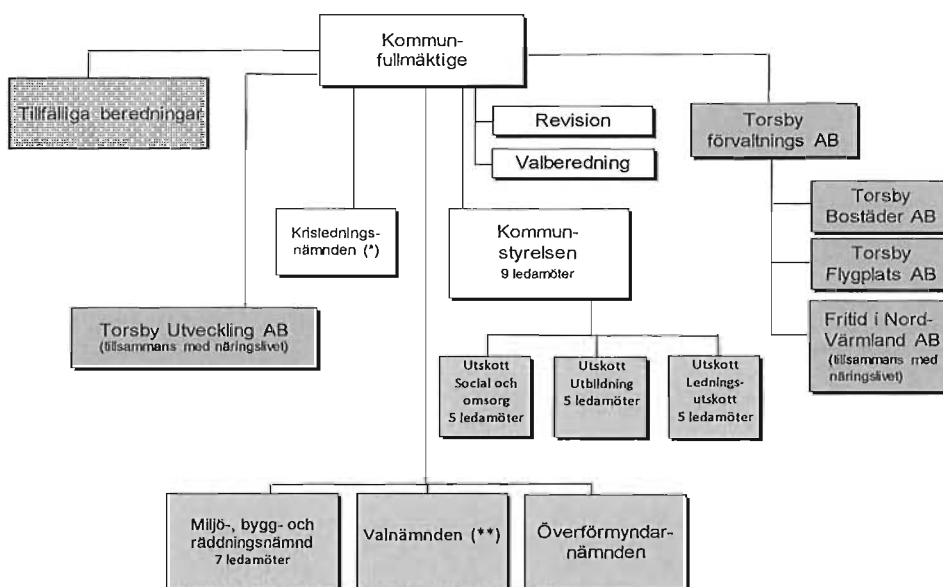 Kommun-
fullmäktige
Tillfälliga beredningar
Revision
Valberedning
Torsby
förvaltnings AB
Torsby
Bostäder AB
Torsby
Flygplats AB
Fritid i Nord-
Värmland AB
(tillsammans med
näringslivet)
Krislednings-
nämnden (*)
Kommun-
styrelsen
9 ledamöter
Torsby Utveckling AB
(tillsammans med näringslivet)
Utskott
Social och
omsorg
5 ledamöter
Utskott
Utbildning
5 ledamöter
Utskott
Lednings-
utskott
5 ledamöter
Miljö-, bygg- och
räddningsnämnd
7 ledamöter
Valnämnden (**)
Överförmyndar-
nämnden